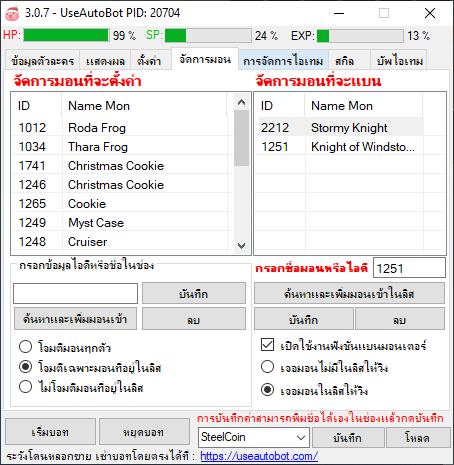 3.0.7 - UseAutoBot PID: 20704
HP: 99 % SP: 24 % EXP: 13 %
ข้อมูลตัวละคร แสดงผล ตั้งค่า จัดการมอน การจัดการไอเทม สกิล บัพไอเทม
จัดการมอนที่จะตั้งค่า
ID Name Mon
1012 Roda Frog
1034 Thara Frog
1741 Christmas Cookie
1246 Christmas Cookie
1265 Cookie
1249 Myst Case
1248 Cruiser
กรอกข้อมูลไอดีหรือชื่อในช่อง
บันทึก
ค้นหาและเพิ่มมอนเข้า ลบ
โจมตีมอนทุกตัว
โจมตีเฉพาะมอนที่อยู่ในลิส
ไม่โจมตีมอนที่อยู่ในลิส
จัดการมอนที่จะแบน
ID Name Mon
2212 Stormy Knight
1251 Knight of Windsto...
กรอกชื่อมอนหรือไอดี 1251
ค้นหาและเพิ่มมอนเข้าในลิส
บันทึก ลบ
เปิดใช้งานฟังชั่นแบนมอนเตอร์
เจอมอนไม่มีในลิสให้วิง
เจอมอนในลิสให้วิง
การบันทึกค่าสามารถพิมชื่อได้เองในช่องแล้วกดบันทึก
เริ่มบอท หยุดบอท SteelCoin บันทึก โหลด
ระวังโดนหลอกขาย เช่าบอทโดยตรงได้ที่ : https://useautobot.com/